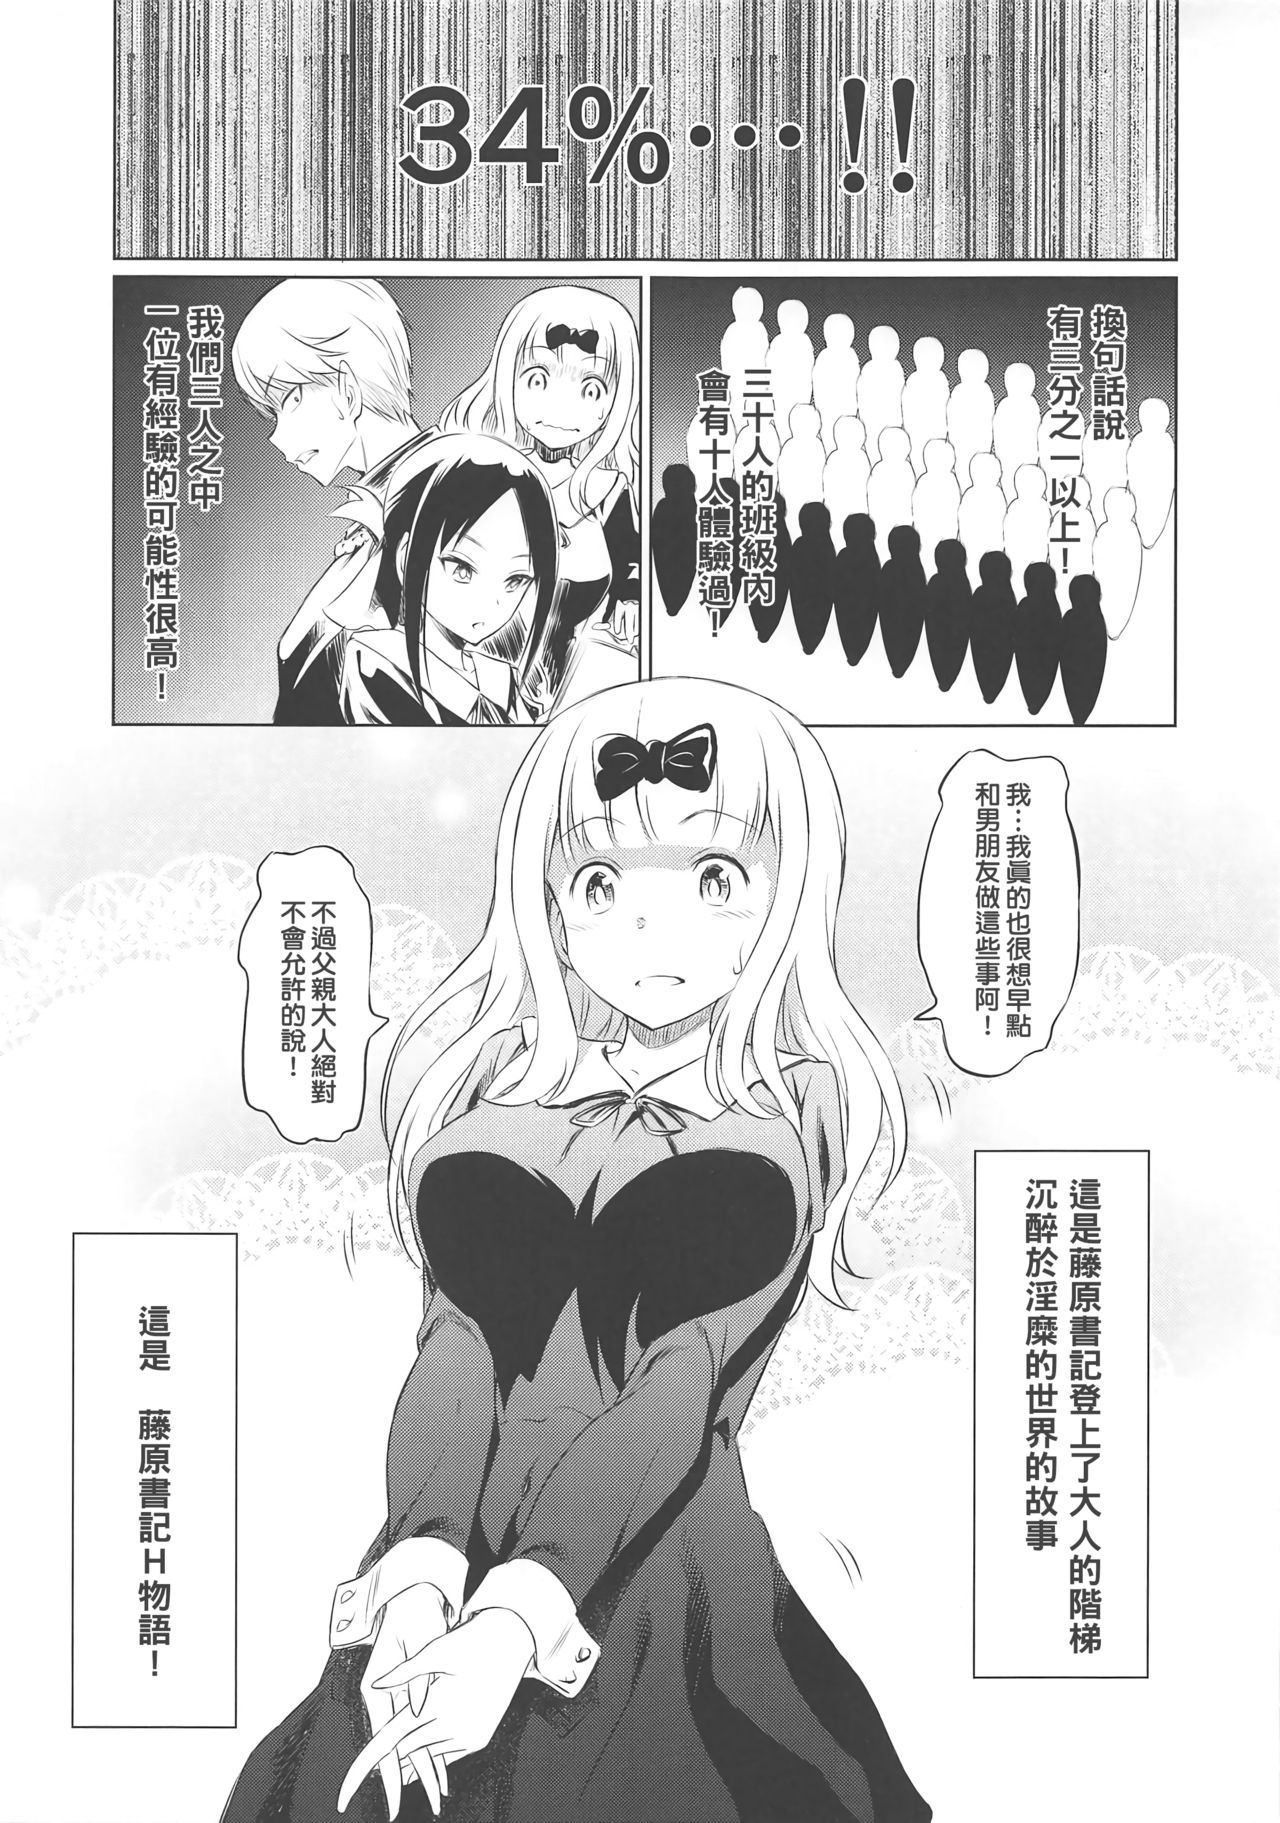 34%…!!
換句話說
有三分之一以上！
三十人的班級內
會有十人體驗過！
我們三人之中
一位有經驗的可能性很高！
我…我真的也很想早點
和男朋友做這些事阿！
不過父親大人絕對
不會允許的說！
這是藤原書記登上了大人的階梯
沉醉於淫糜的世界的故事
這是　藤原書記H物語！